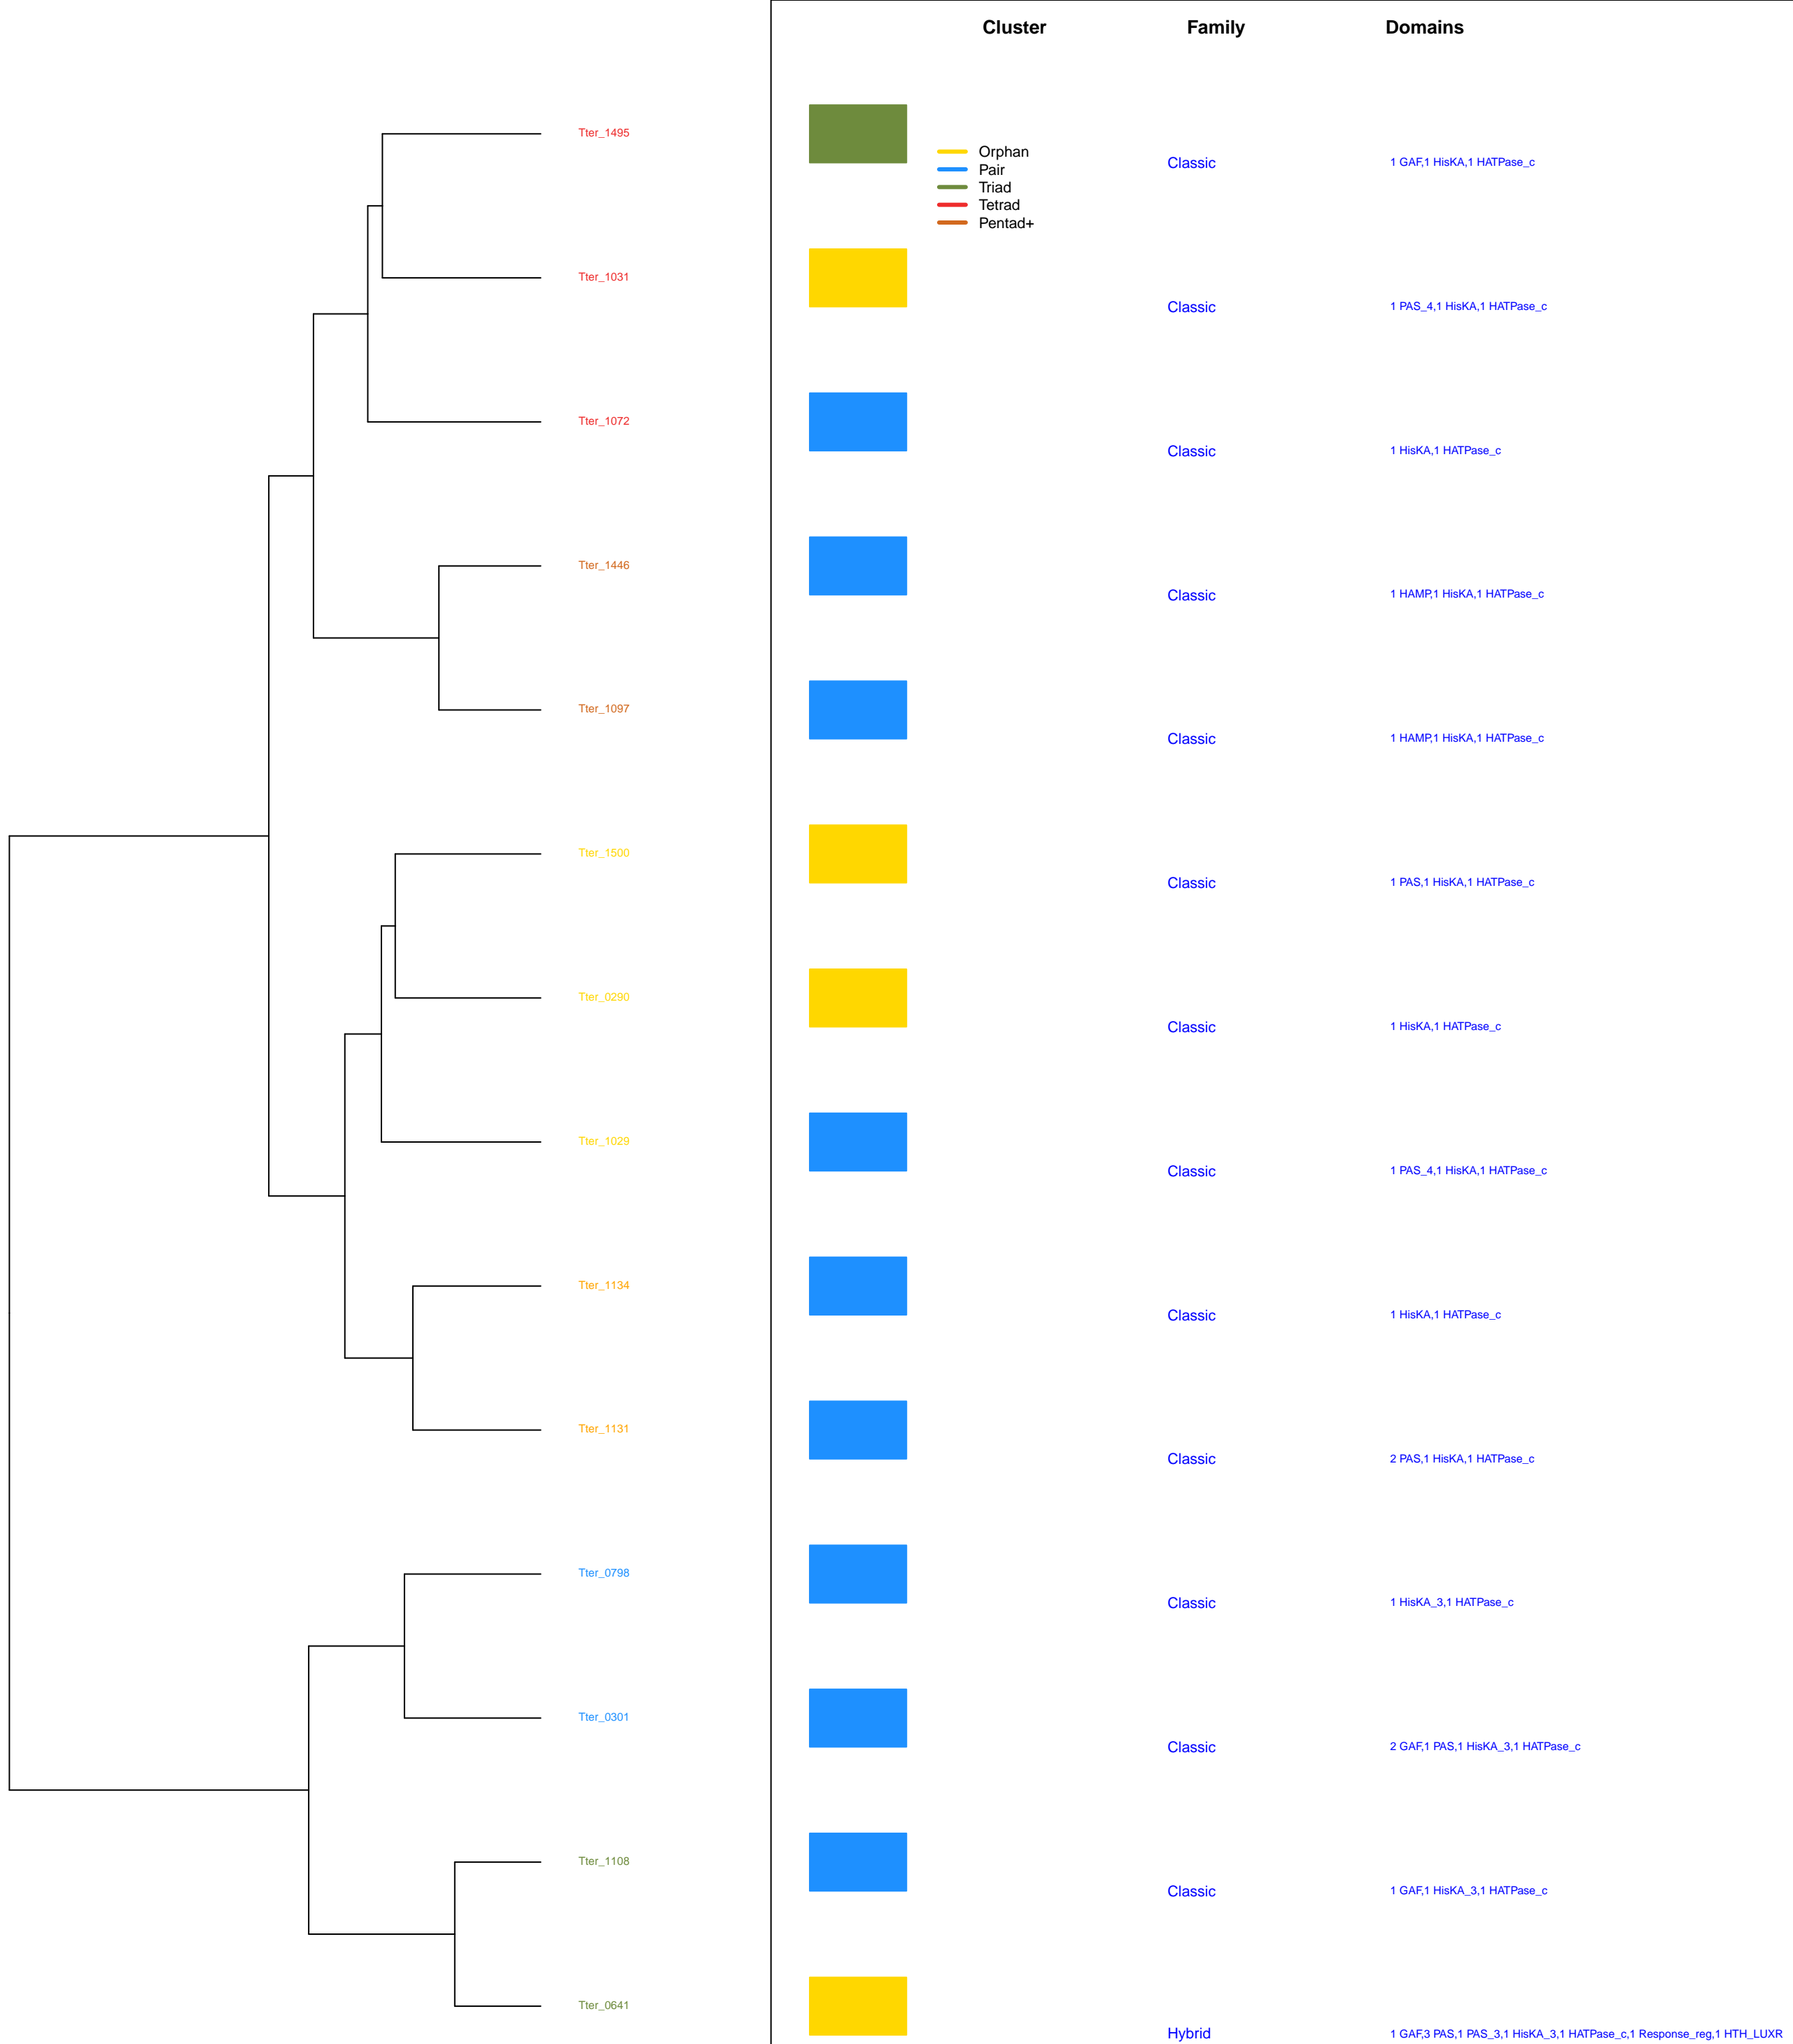 Cluster Family Domains
Tter_1495
Orphan
Pair
Triad
Tetrad
Pentad+
Classic 1 GAF,1 HisKA,1 HATPase_c
Tter_1031
Classic 1 PAS_4,1 HisKA,1 HATPase_c
Tter_1072
Classic 1 HisKA,1 HATPase_c
Tter_1446
Classic 1 HAMP,1 HisKA,1 HATPase_c
Tter_1097
Classic 1 HAMP,1 HisKA,1 HATPase_c
Tter_1500
Classic 1 PAS,1 HisKA,1 HATPase_c
Tter_0290
Classic 1 HisKA,1 HATPase_c
Tter_1029
Classic 1 PAS_4,1 HisKA,1 HATPase_c
Tter_1134
Classic 1 HisKA,1 HATPase_c
Tter_1131
Classic 2 PAS,1 HisKA,1 HATPase_c
Tter_0798
Classic 1 HisKA_3,1 HATPase_c
Tter_0301
Classic 2 GAF,1 PAS,1 HisKA_3,1 HATPase_c
Tter_1108
Classic 1 GAF,1 HisKA_3,1 HATPase_c
Tter_0641
Hybrid 1 GAF,3 PAS,1 PAS_3,1 HisKA_3,1 HATPase_c,1 Response_reg,1 HTH_LUXR